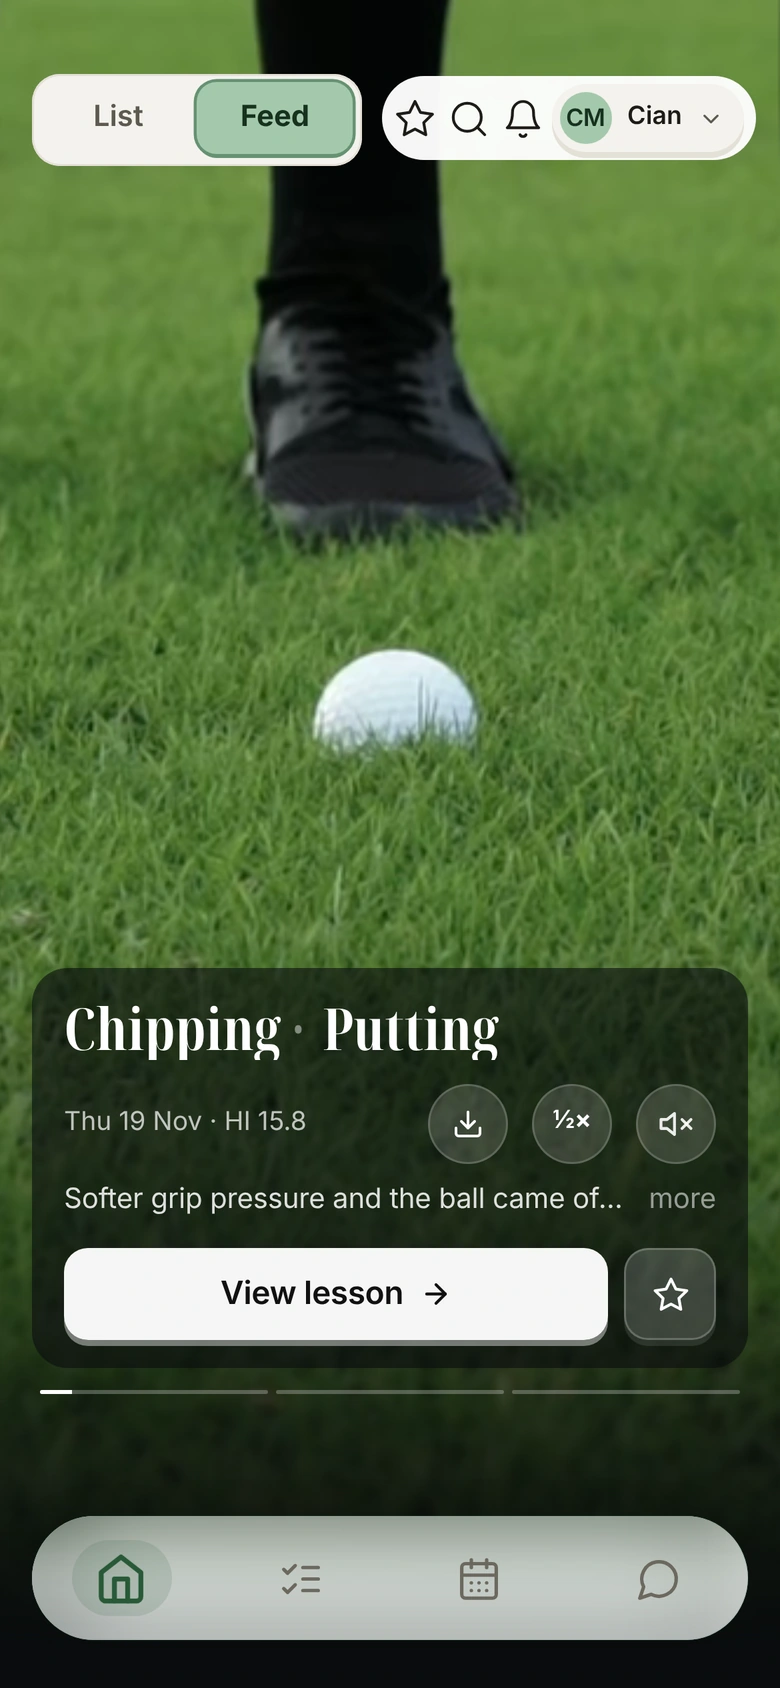 List
Feed
CM
Cian
Chipping · Putting
Thu 19 Nov · HI 15.8
½×
Softer grip pressure and the ball came of... more
View lesson →